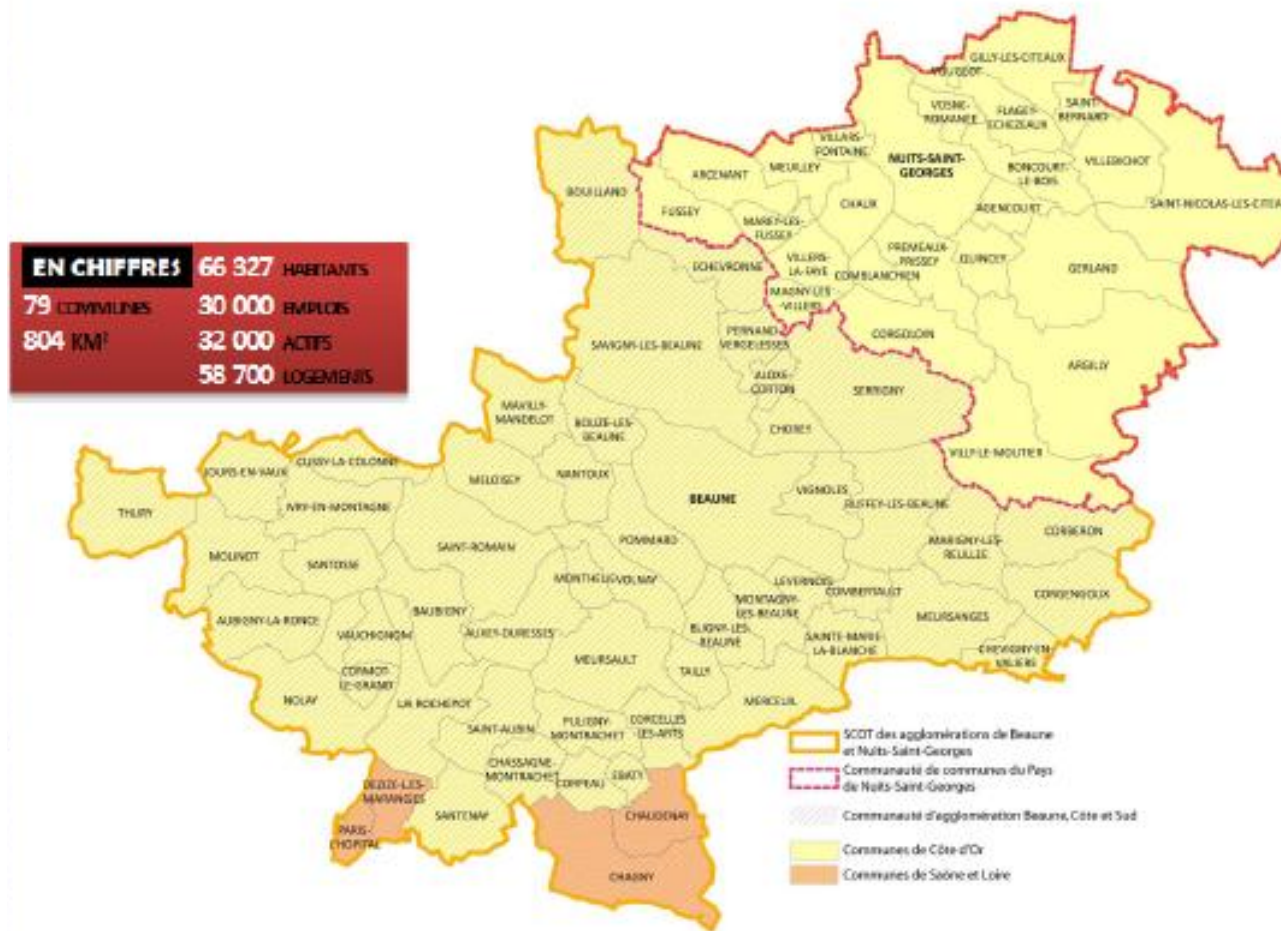 EN CHIFFRES 66 327 HABITANTS
79 COMMUNES 30 000 EMPLOIS
804 KM² 32 000 ACTIFS
58 700 LOGEMENTS
GILLY-LES-CITEAUX
VOUGEOT
VOSNE-
ROMANEE
FLAGEY-
ECHEZEAUX
SAINT-
BERNARD
VILLARS-
FONTAINE
NUITS-SAINT-
GEORGES
BONCOURT-
LE-BOIS
VILLEBICHOT
BOUILLAND
ARCENANT
MEUILLEY
CHAUX
AGENCOURT
SAINT-NICOLAS-LES-CITEA
FUSSEY
MAREY-LES-
FUSSEY
PREMEAUX-
PRISSEY
QUINCEY
GERLAND
ECHEVRONNE
VILLERS-
LA-FAYE
COMBLANCHIEN
MAGNY-LES
-VILLERS
CORGOLOIN
ARGILLY
SAVIGNY-LES-BEAUNE
PERNAND-
VERGELESSES
ALOXE-
CORTON
SERRIGNY
CHOREY
MAVILLY-
MANDELOT
BOUZE-LES-
BEAUNE
VILLY-LE-MOUTIER
CUSSY-LA-COLONNE
JOURS-EN-VAUX
MELOISEY
NANTOUX
BEAUNE
VIGNOLES
RUFFEY-LES-BEAUNE
THURY
IVRY-EN-MONTAGNE
CORBERON
MOLINOT
SANTOSSE
SAINT-ROMAIN
POMMARD
MARIGNY-LES-
REULLEE
MONTHELIE
VOLNAY
LEVERNOIS
COMBERTAULT
CORGENGOUX
AUBIGNY-LA-RONCE
VAUCHIGNON
BAUBIGNY
AUXEY-DURESSES
MONTAGNY-
LES-BEAUNE
BLIGNY-LES-
BEAUNE
SAINTE-MARIE-
LA-BLANCHE
MEURSANGES
CHEVIGNY-EN-
VALIERE
CORMOT-
LE-GRAND
MEURSAULT
TAILLY
NOLAY
LA ROCHEPOT
MERCEUIL
SAINT-AUBIN
PULIGNY-
MONTRACHET
CORCELLES
LES-ARTS
CHASSAGNE-
MONTRACHET
CORPEAU
EBATY
DEZIZE-LES-
MARANGES
SANTENAY
PARIS-
L'HOPITAL
CHAUDENAY
CHAGNY
SCOT des agglomérations de Beaune
et Nuits-Saint-Georges
Communauté de communes du Pays
de Nuits-Saint-Georges
Communauté d'agglomération Beaune, Côte et Sud
Communes de Côte d'Or
Communes de Saône et Loire